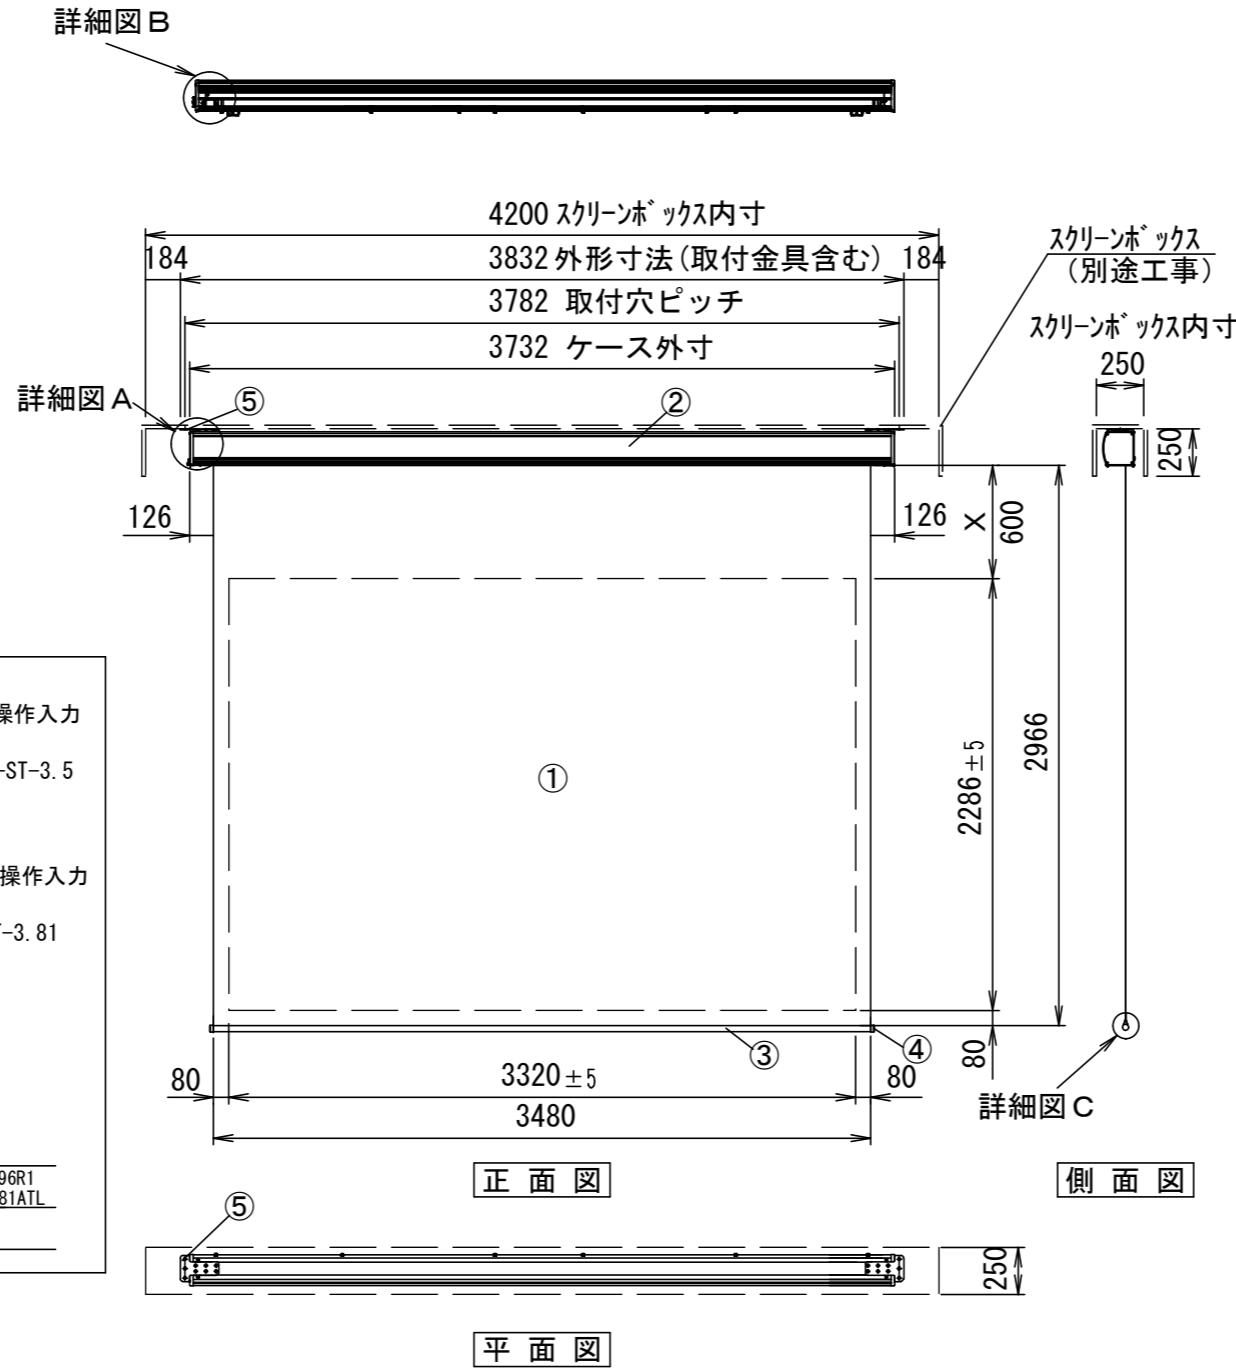 詳細図B
4200 スクリーンボックス内寸
184
3832 外形寸法(取付金具含む)
184
3782 取付穴ピッチ
3732 ケース外寸
スクリーンボックス
(別途工事)
スクリーンボックス内寸
250
250
詳細図A
⑤
②
126
126
X
600
①
2286±5
2966
80
③
④
80
3320±5
80
3480
詳細図C
正面図
側面図
操作入力
-ST-3.5
操作入力
-3.81
96R1
81ATL
⑤
250
平面図